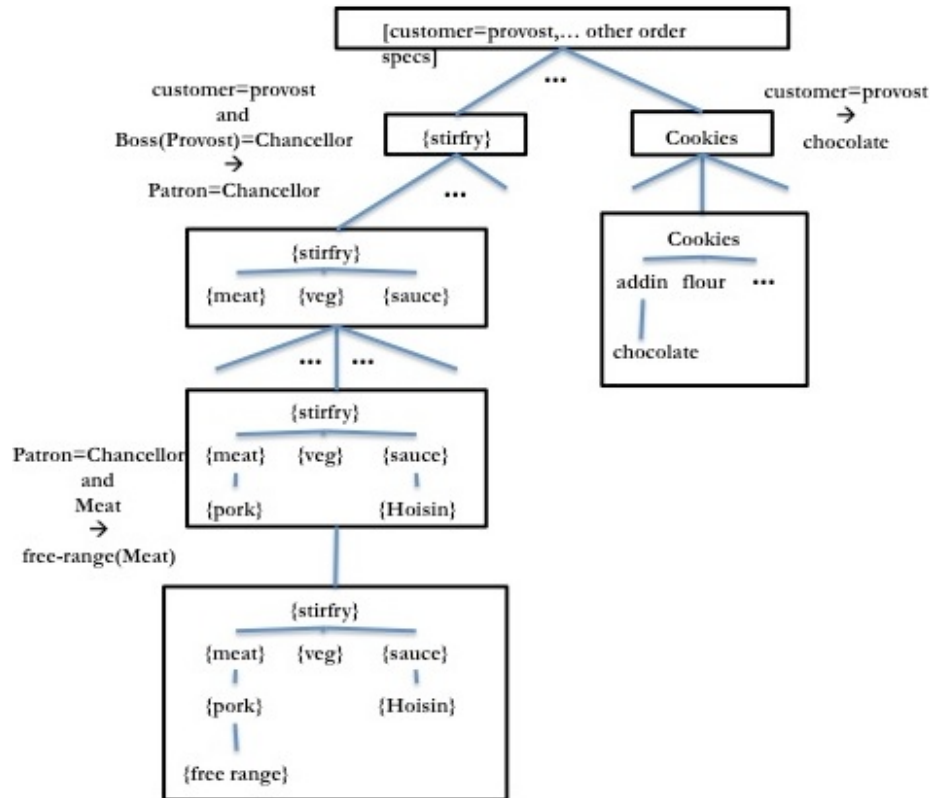 [customer=provost,... other order
specs]
...
customer=provost
and
Boss(Provost)=Chancellor
→
Patron=Chancellor
{stirfry}
Cookies
customer=provost
→
chocolate
...
{stirfry}
{meat} {veg} {sauce}
Cookies
addin flour ...
chocolate
... ...
{stirfry}
{meat} {veg} {sauce}
{pork} {Hoisin}
Patron=Chancellor
and
Meat
→
free-range(Meat)
{stirfry}
{meat} {veg} {sauce}
{pork} {Hoisin}
{free range}